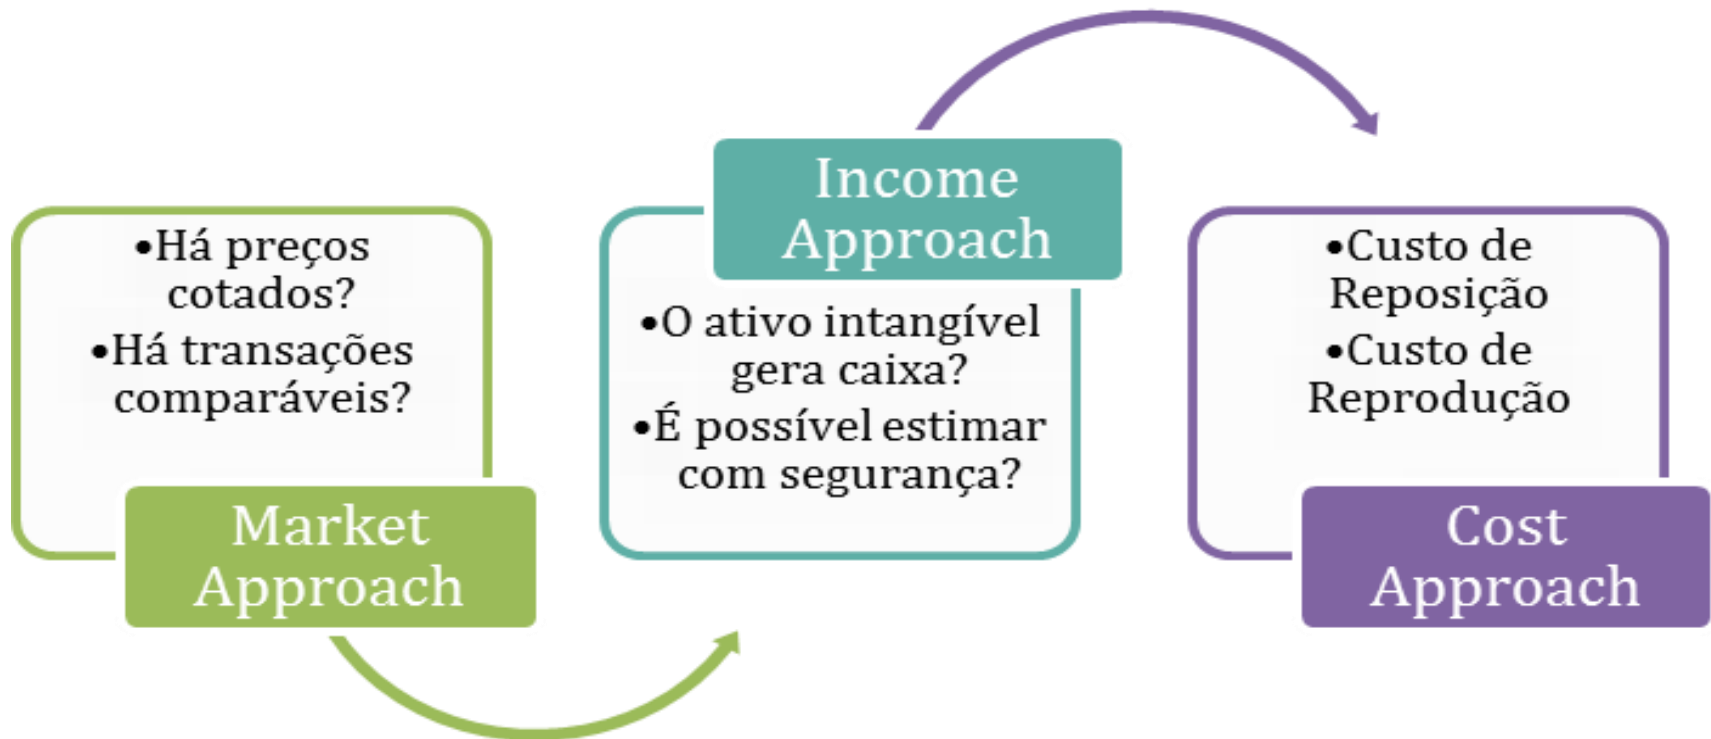 •Há preços
cotados?
•Há transações
comparáveis?
Market
Approach
Income
Approach
•O ativo intangível
gera caixa?
•É possível estimar
com segurança?
•Custo de
Reposição
•Custo de
Reprodução
Cost
Approach